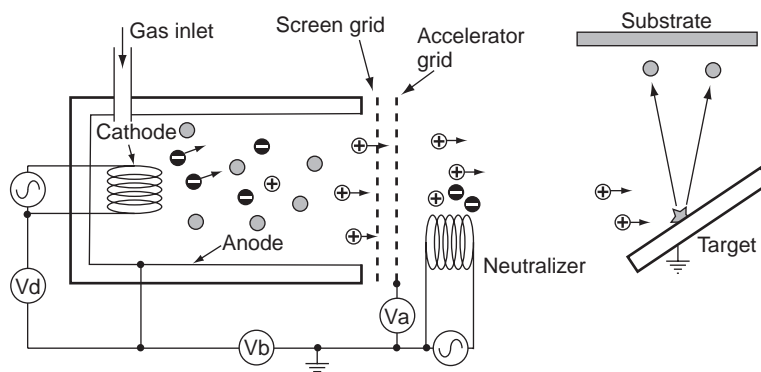 Gas inlet
Screen grid
Accelerator
grid
Substrate
Cathode
Anode
Neutralizer
Target
Vd
Va
Vb